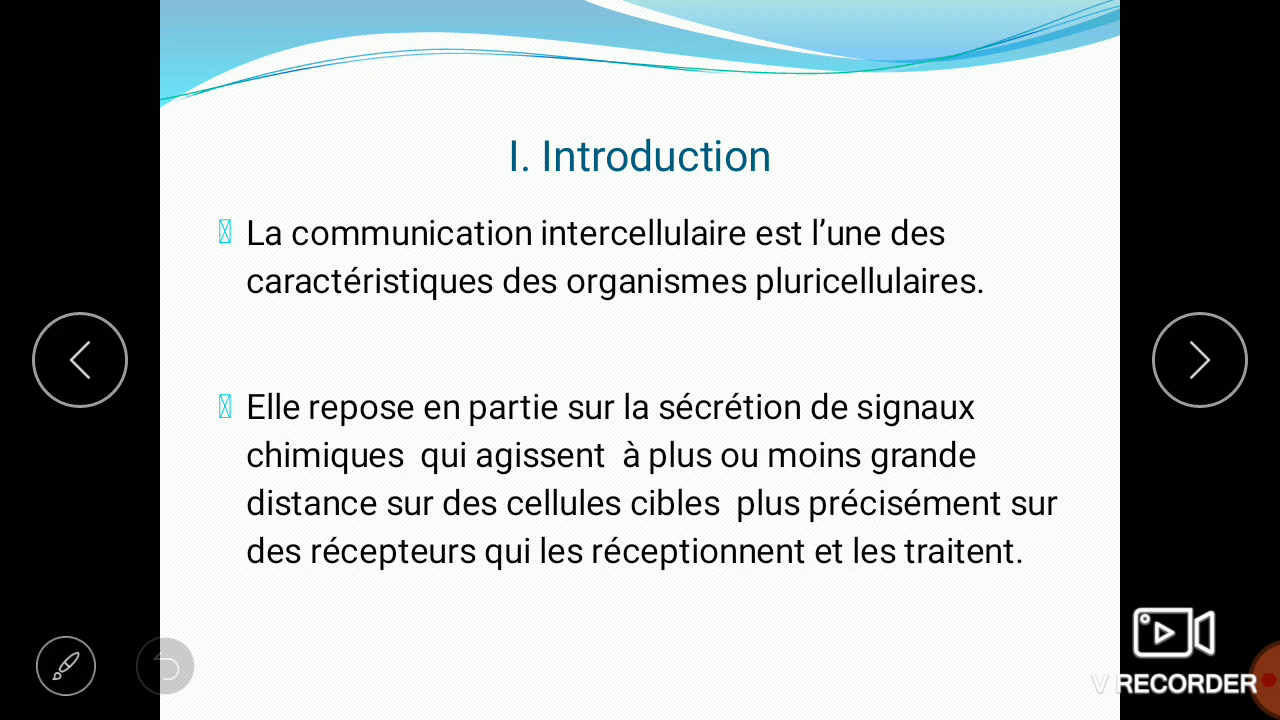 I. Introduction
La communication intercellulaire est l’une des
caractéristiques des organismes pluricellulaires.
Elle repose en partie sur la sécrétion de signaux
chimiques  qui agissent  à plus ou moins grande
distance sur des cellules cibles  plus précisément sur
des récepteurs qui les réceptionnent et les traitent.
V RECORDER